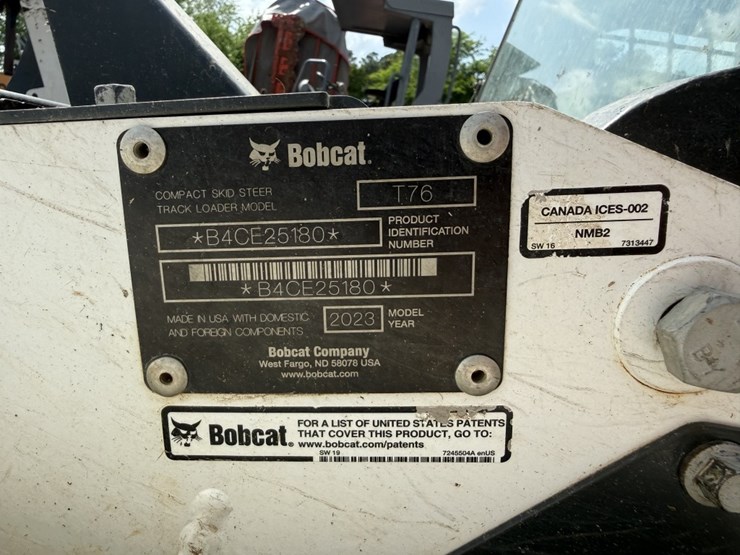 Bobcat.
COMPACT SKID STEER
TRACK LOADER MODEL
T76
*B4CE25180*
PRODUCT
IDENTIFICATION
NUMBER
*B4CE25180*
MADE IN USA WITH DOMESTIC
AND FOREIGN COMPONENTS
2023
MODEL
YEAR
Bobcat Company
West Fargo, ND 58078 USA
www.bobcat.com
CANADA ICES-002
NMB2
SW 16
7313447
Bobcat.
FOR A LIST OF UNITED STATES PATENTS
THAT COVER THIS PRODUCT, GO TO:
www.bobcat.com/patents
SW 19
7245504A enUS